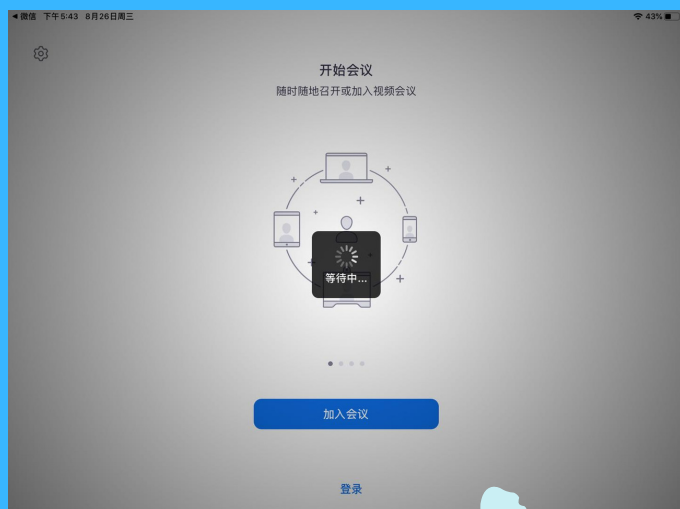 ◀ 微信 下午5:43 8月26日周三 43%
开始会议
随时随地召开或加入视频会议
等待中...
加入会议
登录